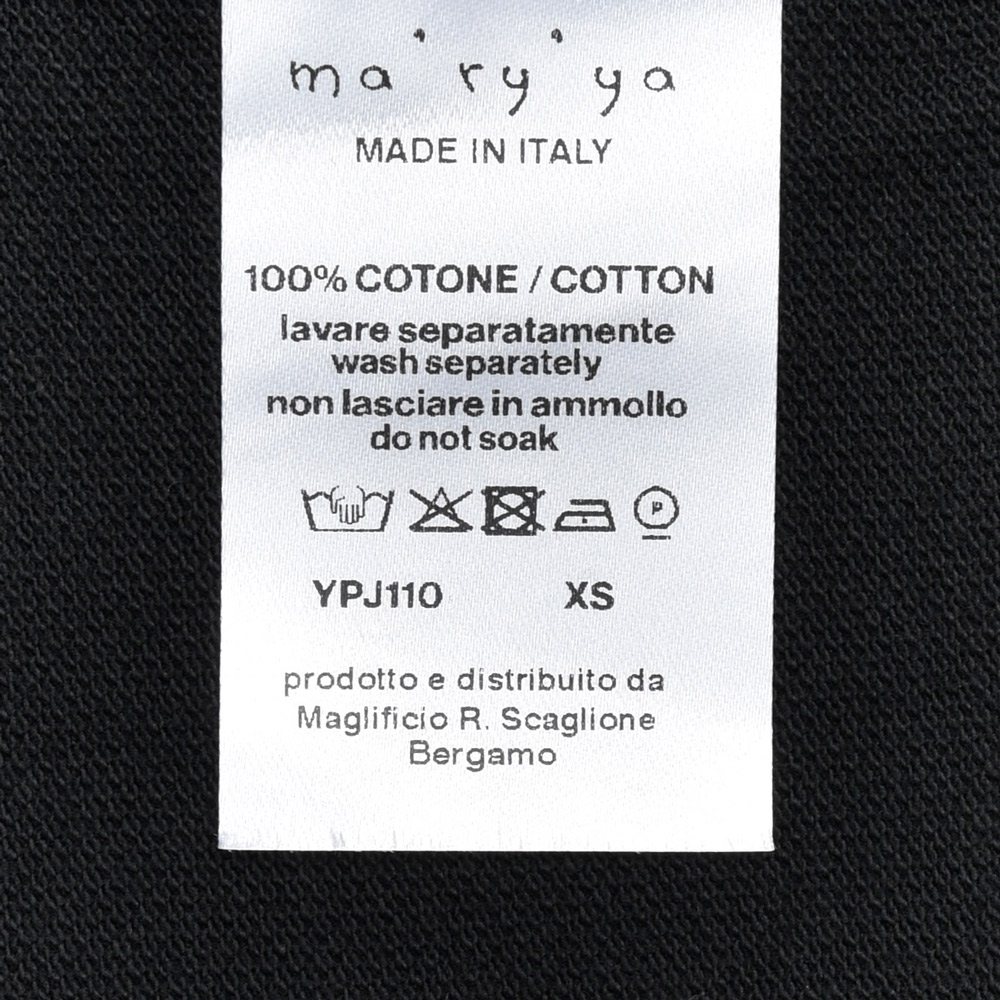 ma'ry'ya
MADE IN ITALY
100% COTONE / COTTON
lavare separatamente
wash separately
non lasciare in ammollo
do not soak
P
YPJ110 XS
prodotto e distribuito da
Maglificio R. Scaglione
Bergamo